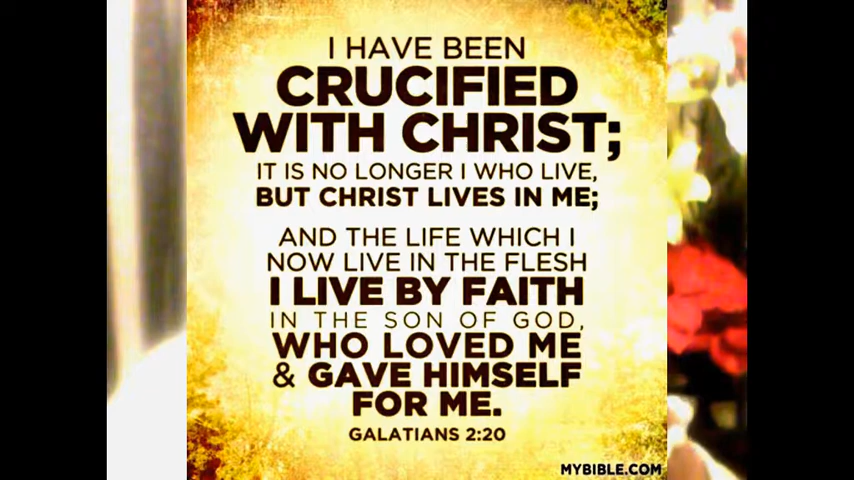 I HAVE BEEN
CRUCIFIED
WITH CHRIST;
IT IS NO LONGER I WHO LIVE,
BUT CHRIST LIVES IN ME;
AND THE LIFE WHICH I
NOW LIVE IN THE FLESH
I LIVE BY FAITH
IN THE SON OF GOD,
WHO LOVED ME
& GAVE HIMSELF
FOR ME.
GALATIANS 2:20
MYBIBLE.COM